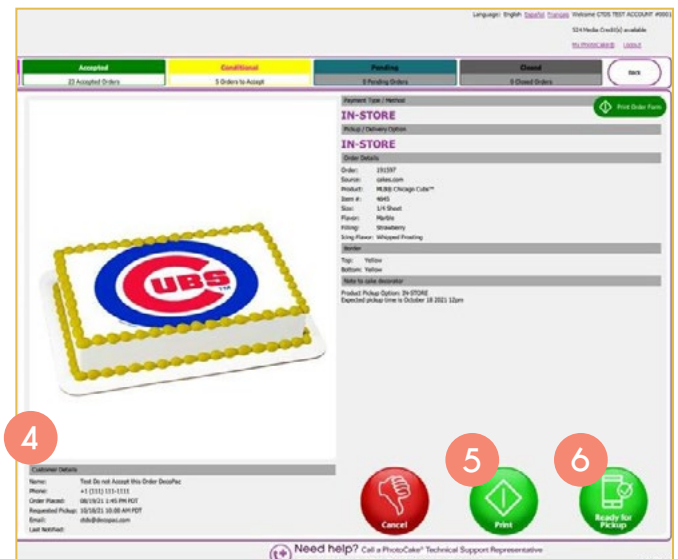 Language: English Español Français Welcome CTDS TEST ACCOUNT #0001
524 Media Credit(s) available
My PhotoCake® Logout
Accepted
23 Accepted Orders
Conditional
5 Orders to Accept
Pending
0 Pending Orders
Closed
0 Closed Orders
Back
Payment Type / Method
Print Order Form
IN-STORE
Pickup / Delivery Option
IN-STORE
Order Details
Order: 191597
Source: cakes.com
Product: MLB® Chicago Cubs™
Item #: 4645
Size: 1/4 Sheet
Flavor: Marble
Filling: Strawberry
Icing Flavor: Whipped Frosting
Border
Top: Yellow
Bottom: Yellow
Note to cake decorator
Product Pickup Option: IN-STORE
Expected pickup time is October 18 2021 12pm
CUBS
TM
4
Customer Details
Name: Test Do not Accept this Order DecoPac
Phone: +1 (111) 111-1111
Order Placed: 08/19/21 1:45 PM PDT
Requested Pickup: 10/18/21 10:00 AM PDT
Email: ctds@decopac.com
Last Notified:
Cancel
5
Print
6
Ready for
Pickup
Need help? Call a PhotoCake® Technical Support Representative